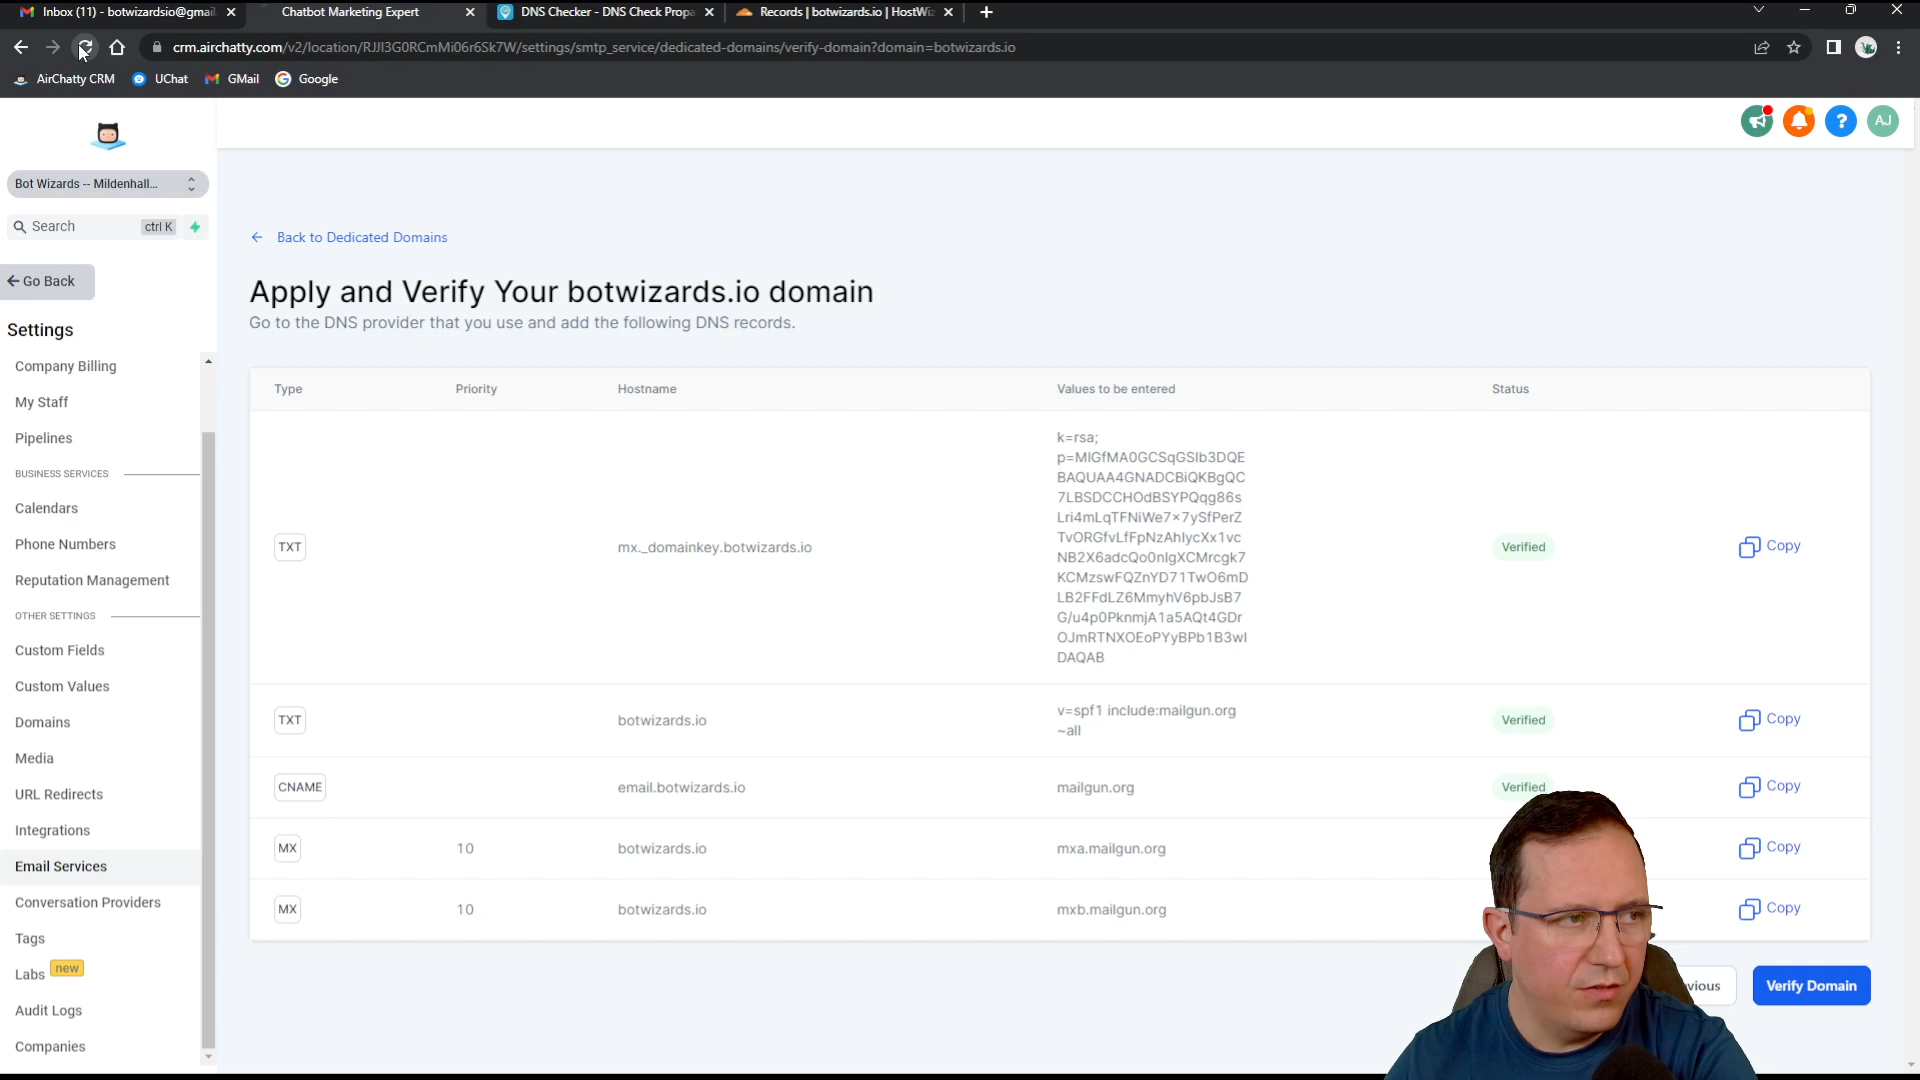 Inbox (11) - botwizardsio@gmail
Chatbot Marketing Expert
DNS Checker - DNS Check Propa
Records | botwizards.io | HostWiz
crm.airchatty.com/v2/location/RJJI3G0RCmMi06r6Sk7W/settings/smtp_service/dedicated-domains/verify-domain?domain=botwizards.io
AirChatty CRM
UChat
GMail
Google
AJ
Bot Wizards -- Mildenhall...
Search
ctrl K
Go Back
Settings
Company Billing
My Staff
Pipelines
BUSINESS SERVICES
Calendars
Phone Numbers
Reputation Management
OTHER SETTINGS
Custom Fields
Custom Values
Domains
Media
URL Redirects
Integrations
Email Services
Conversation Providers
Tags
Labs new
Audit Logs
Companies
Back to Dedicated Domains
Apply and Verify Your botwizards.io domain
Go to the DNS provider that you use and add the following DNS records.
Type Priority Hostname Values to be entered Status
k=rsa;
p=MIGfMA0GCSqGSIb3DQE
BAQUAA4GNADCBiQKBgQC
7LBSDCCHOdBSYPQqg86s
Lri4mLqTFNiWe7x7ySfPerZ
TvORGfvLfFpNzAhlycXx1vc
NB2X6adcQo0nlgXCMrcgk7
KCMzswFQZnYD71TwO6mD
LB2FFdLZ6MmyhV6pbJsB7
G/u4p0PknmjA1a5AQt4GDr
OJmRTNXOEoPYyBPb1B3wI
DAQAB
TXT mx._domainkey.botwizards.io Verified Copy
TXT botwizards.io v=spf1 include:mailgun.org
~all
Verified Copy
CNAME email.botwizards.io mailgun.org Verified Copy
MX 10 botwizards.io mxa.mailgun.org Copy
MX 10 botwizards.io mxb.mailgun.org Copy
vious
Verify Domain